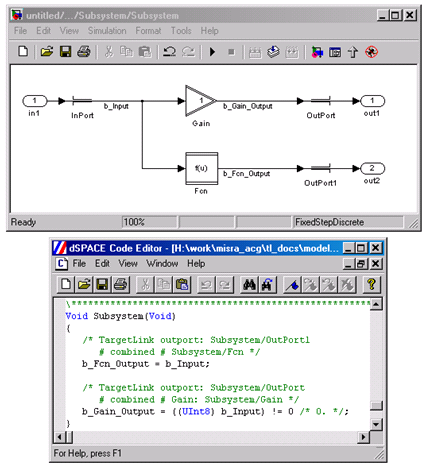 untitled/.../Subsystem/Subsystem
File Edit View Simulation Format Tools Help
1
in1
InPort
b_Input
1
Gain
b_Gain_Output
OutPort
1
out1
f(u)
Fcn
b_Fcn_Output
OutPort1
2
out2
Ready
100%
FixedStepDiscrete
dSPACE Code Editor - [H:\work\misra_acg\tl_docs\model...
C File Edit View Window Help
\****************************************************
Void Subsystem(Void)
{
/* TargetLink outport: Subsystem/OutPort1
# combined # Subsystem/Fcn */
b_Fcn_Output = b_Input;
/* TargetLink outport: Subsystem/OutPort
# combined # Gain: Subsystem/Gain */
b_Gain_Output = ((UInt8) b_Input) != 0 /* 0. */;
}
For Help, press F1